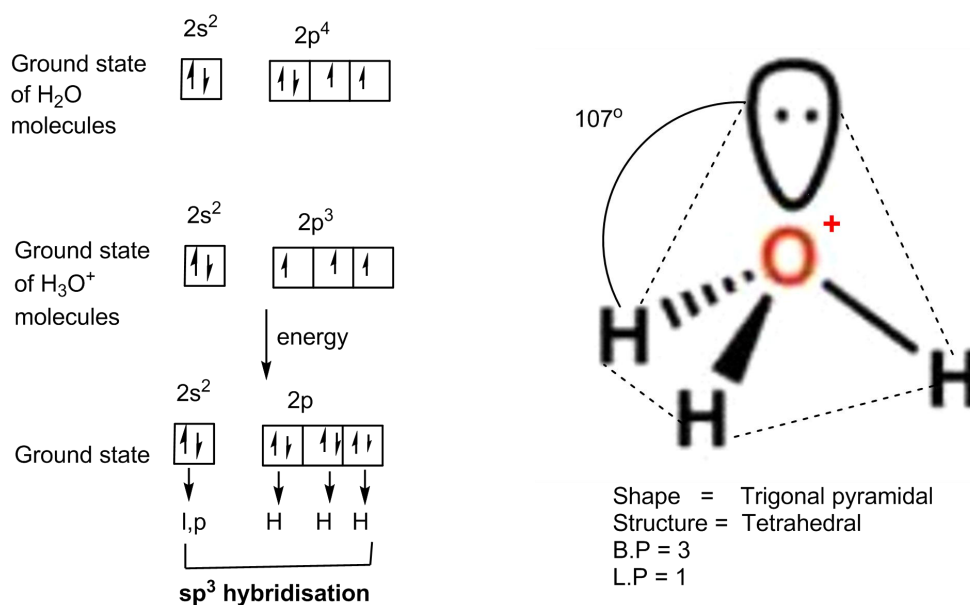 2s²
2p⁴
Ground state
of H₂O
molecules
2s²
2p³
Ground state
of H₃O⁺
molecules
energy
2s²
2p
Ground state
l,p
H H H
sp³ hybridisation
107°
+
O
H
H
H
Shape = Trigonal pyramidal
Structure = Tetrahedral
B.P = 3
L.P = 1